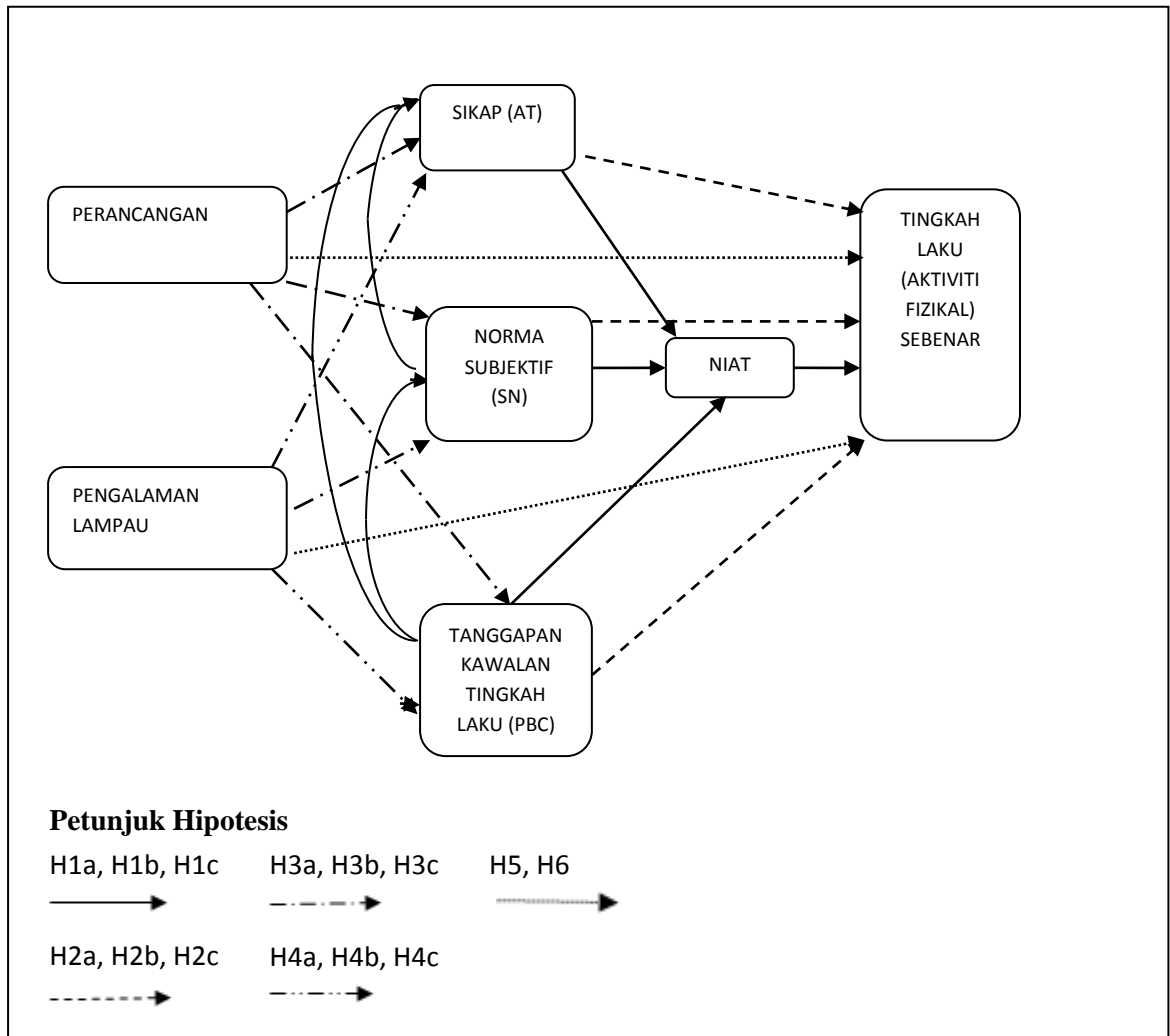 SIKAP (AT)
PERANCANGAN
TINGKAH
LAKU
(AKTIVITI
FIZIKAL)
SEBENAR
NORMA
SUBJEKTIF
(SN)
NIAT
PENGALAMAN
LAMPAU
TANGGAPAN
KAWALAN
TINGKAH
LAKU (PBC)
Petunjuk Hipotesis
H1a, H1b, H1c
H3a, H3b, H3c
H5, H6
H2a, H2b, H2c
H4a, H4b, H4c